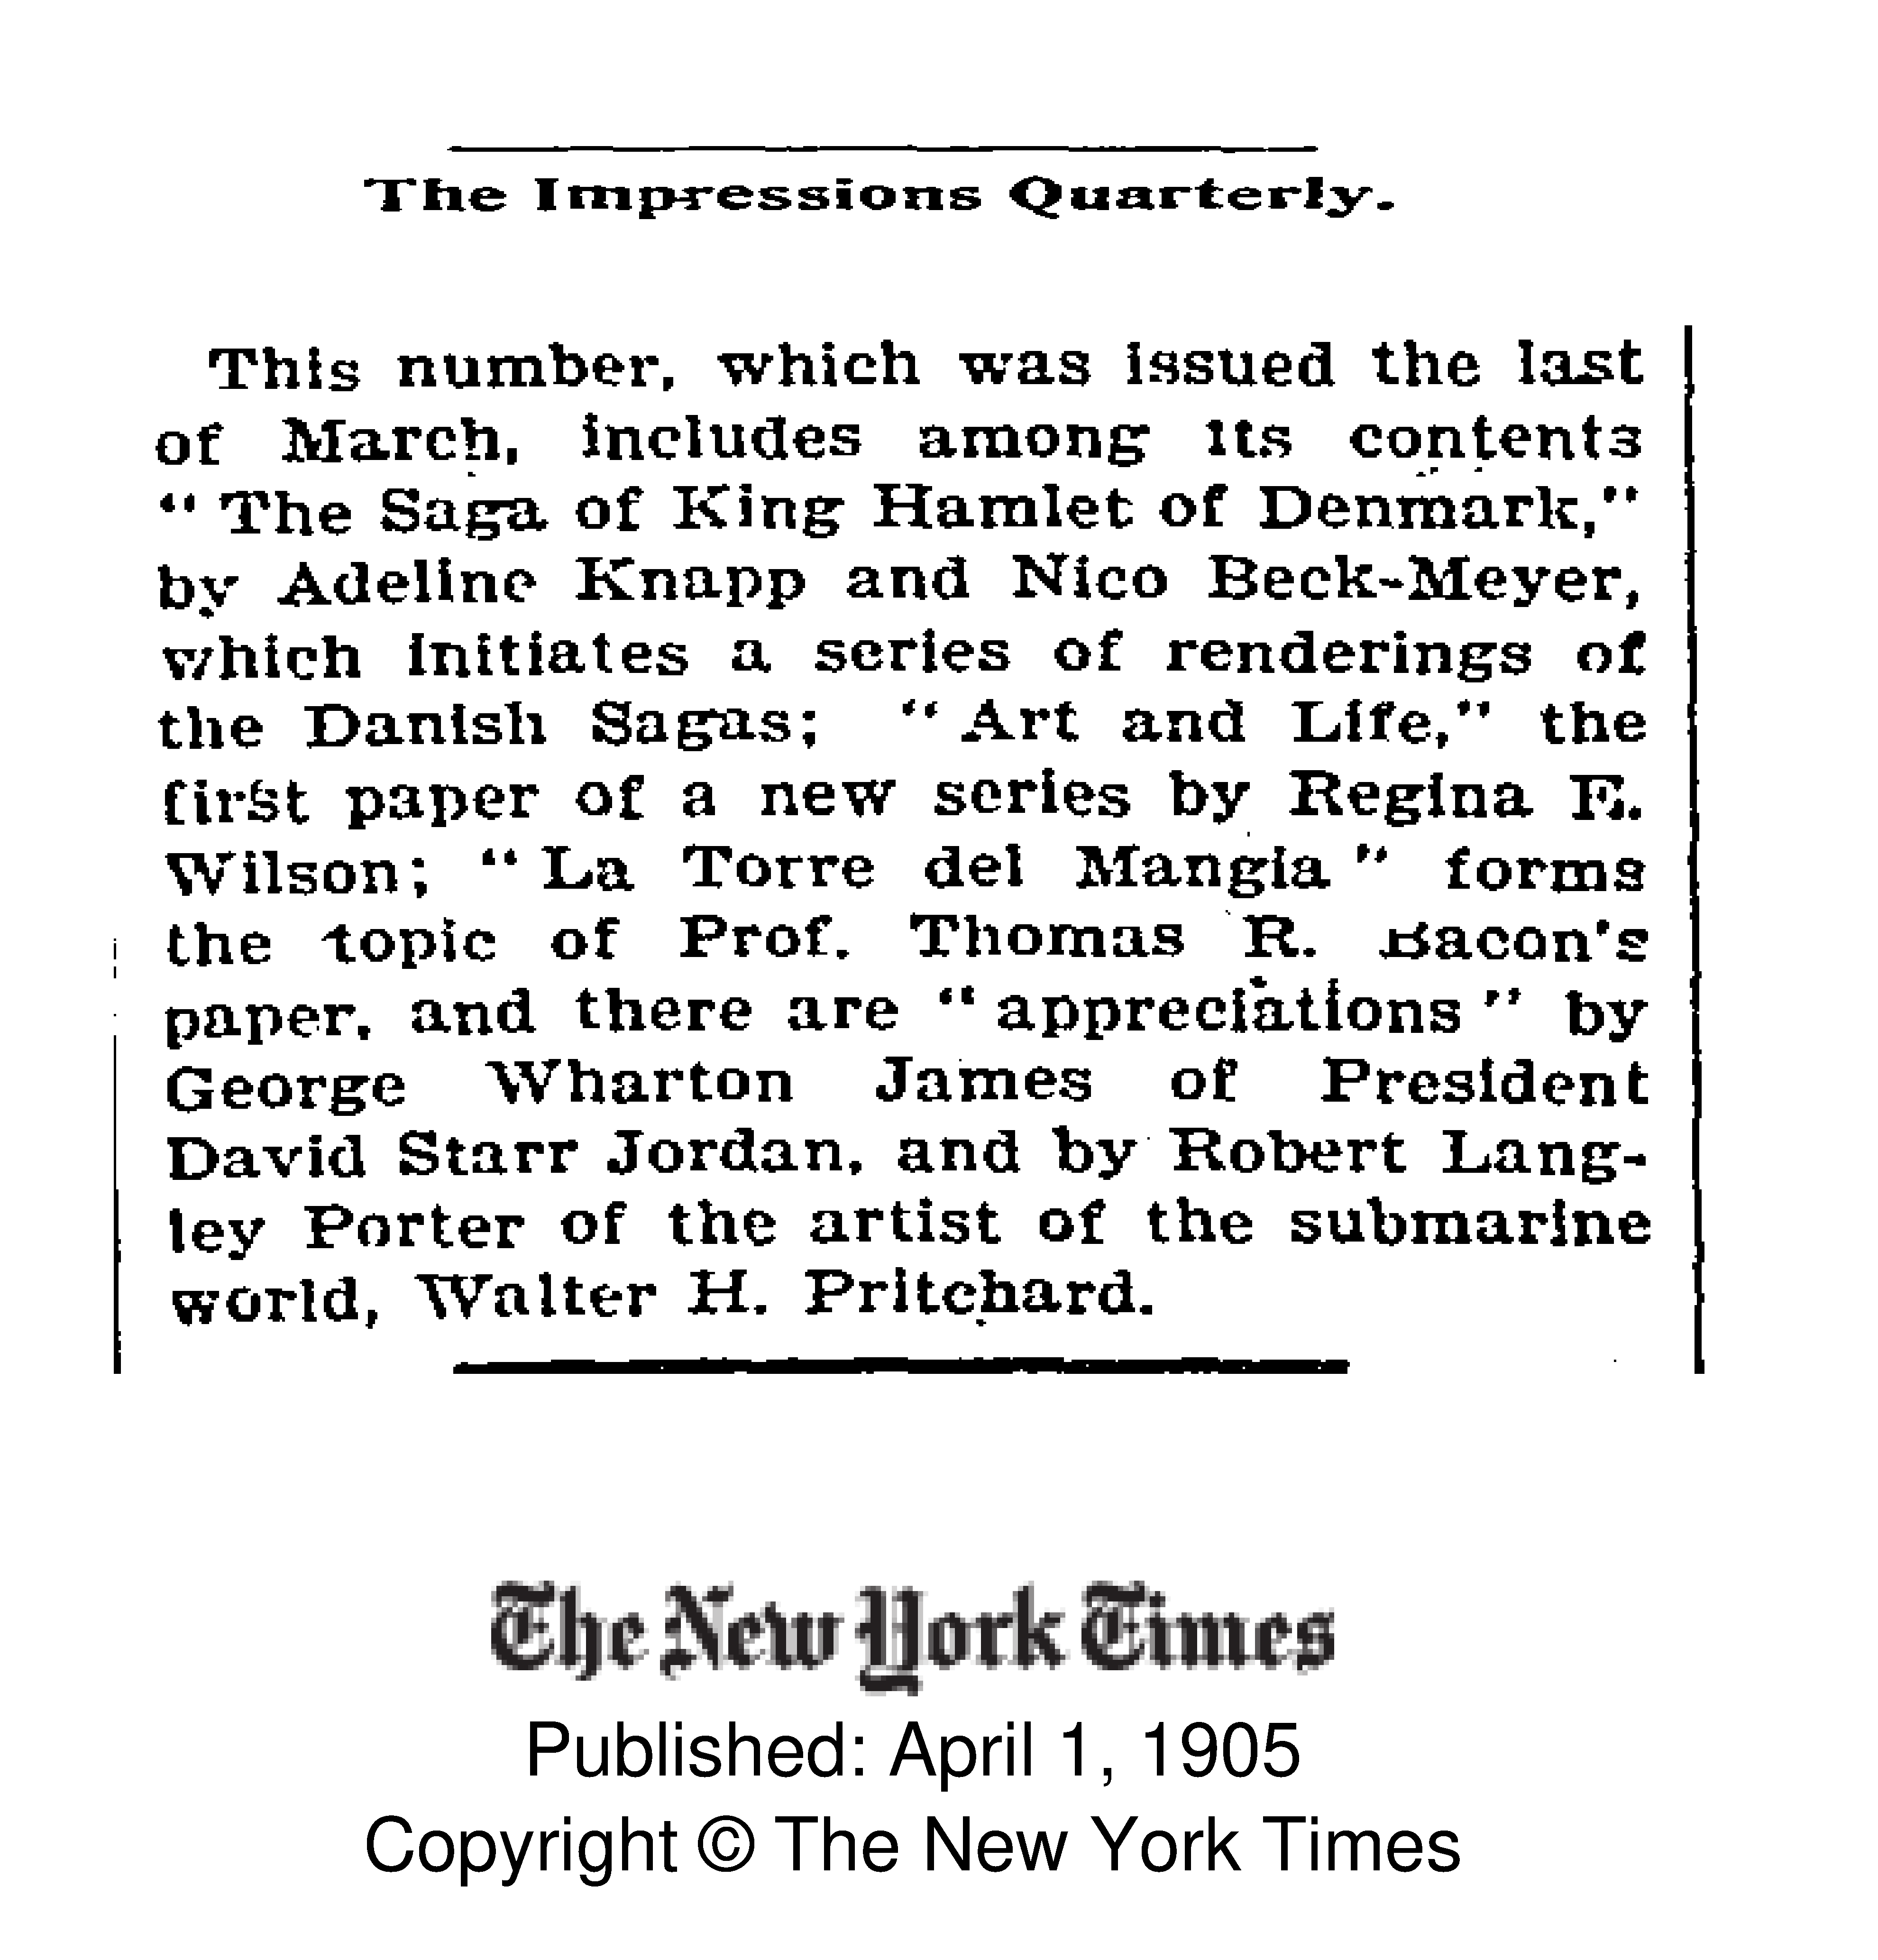 The Impressions Quarterly.
This number, which was issued the last
of March, includes among its contents
“The Saga of King Hamlet of Denmark,”
by Adeline Knapp and Nico Beck-Meyer,
which initiates a series of renderings of
the Danish Sagas; “Art and Life,” the
first paper of a new series by Regina E.
Wilson; “La Torre del Mangia” forms
the topic of Prof. Thomas R. Bacon's
paper, and there are “appreciations” by
George Wharton James of President
David Starr Jordan, and by Robert Lang-
ley Porter of the artist of the submarine
world, Walter H. Pritchard.
The New York Times
Published: April 1, 1905
Copyright © The New York Times